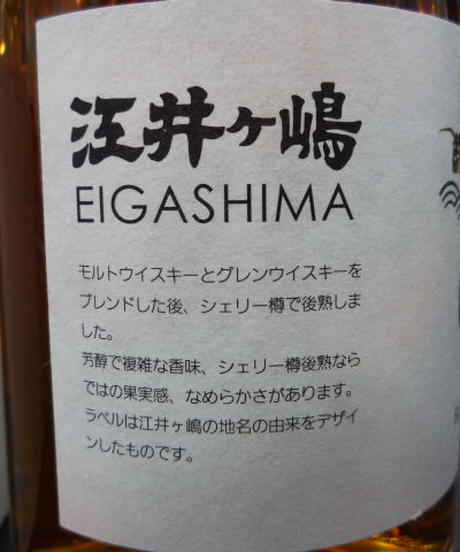 江井ヶ嶋
EIGASHIMA
モルトウイスキーとグレンウイスキーを
ブレンドした後、シェリー樽で後熟しま
した。
芳醇で複雑な香味、シェリー樽後熟なら
ではの果実感、なめらかさがあります。
ラベルは江井ヶ嶋の地名の由来をデザイ
ンしたものです。